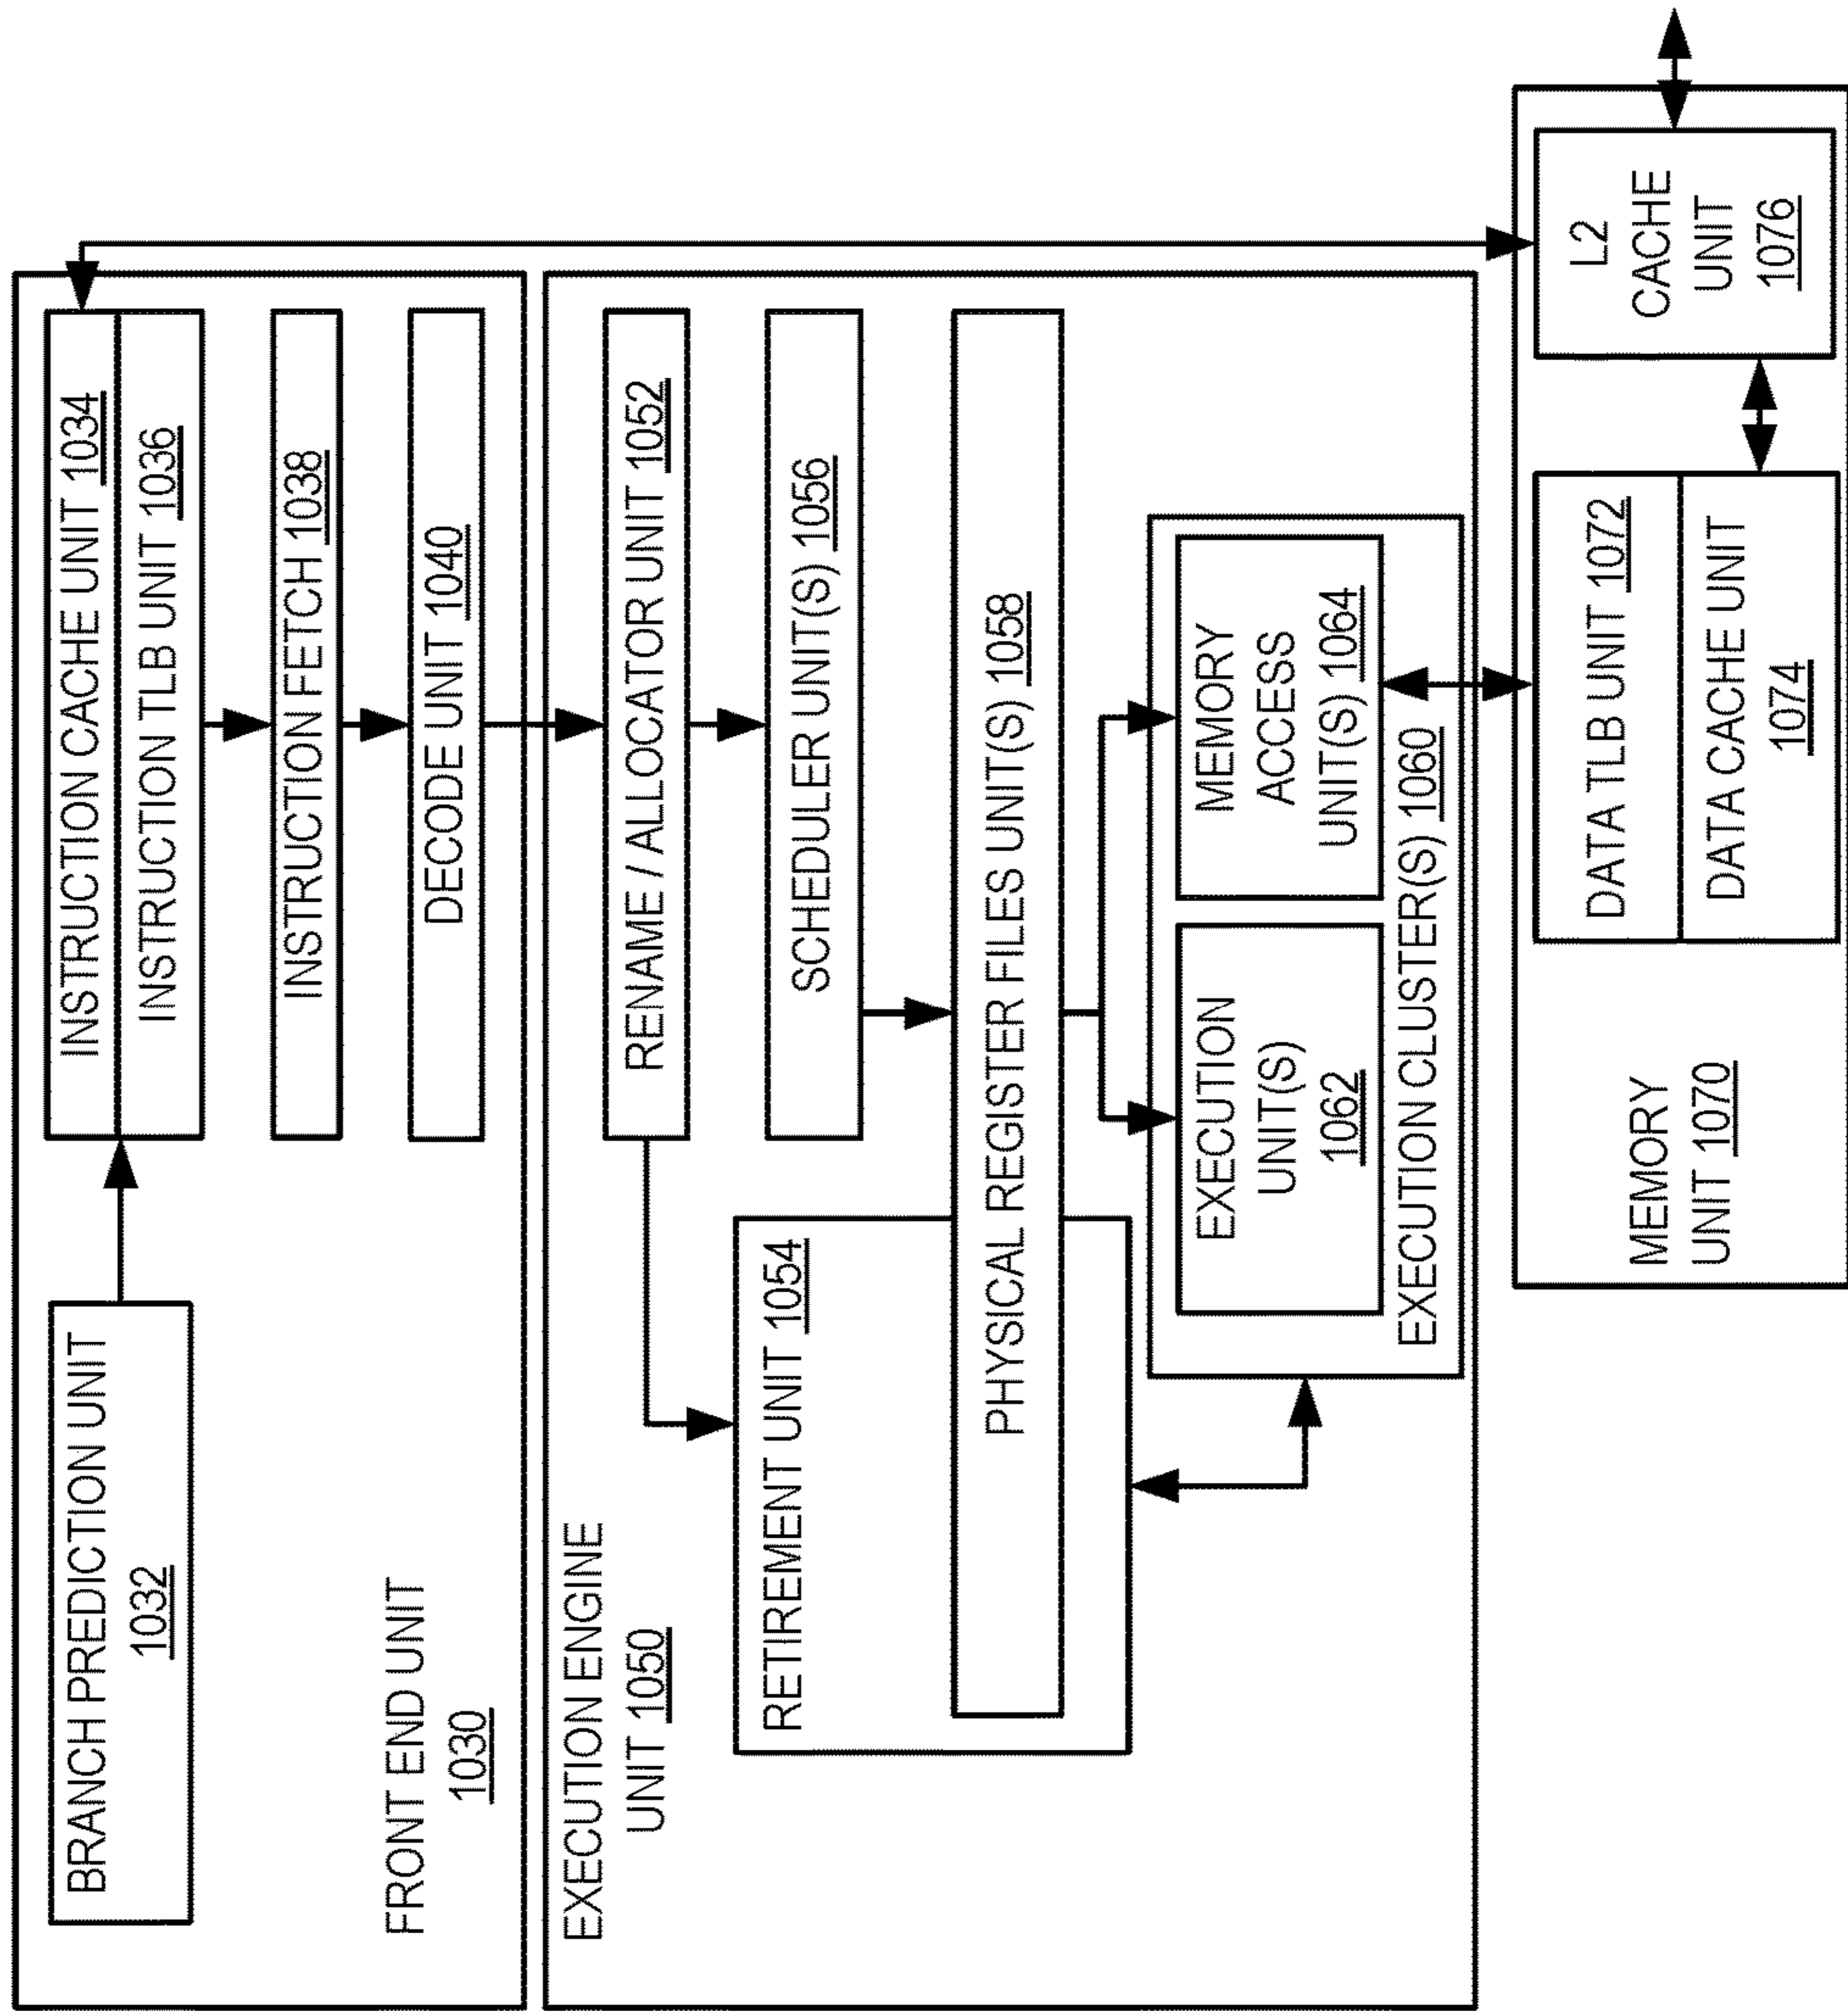 BRANCH PREDICTION UNIT
1032
INSTRUCTION CACHE UNIT 1034
INSTRUCTION TLB UNIT 1036
INSTRUCTION FETCH 1038
DECODE UNIT 1040
FRONT END UNIT
1030
EXECUTION ENGINE
UNIT 1050
RENAME / ALLOCATOR UNIT 1052
RETIREMENT UNIT 1054
SCHEDULER UNIT(S) 1056
PHYSICAL REGISTER FILES UNIT(S) 1058
EXECUTION
UNIT(S)
1062
MEMORY
ACCESS
UNIT(S) 1064
EXECUTION CLUSTER(S) 1060
MEMORY
UNIT 1070
DATA TLB UNIT 1072
DATA CACHE UNIT
1074
L2
CACHE
UNIT
1076